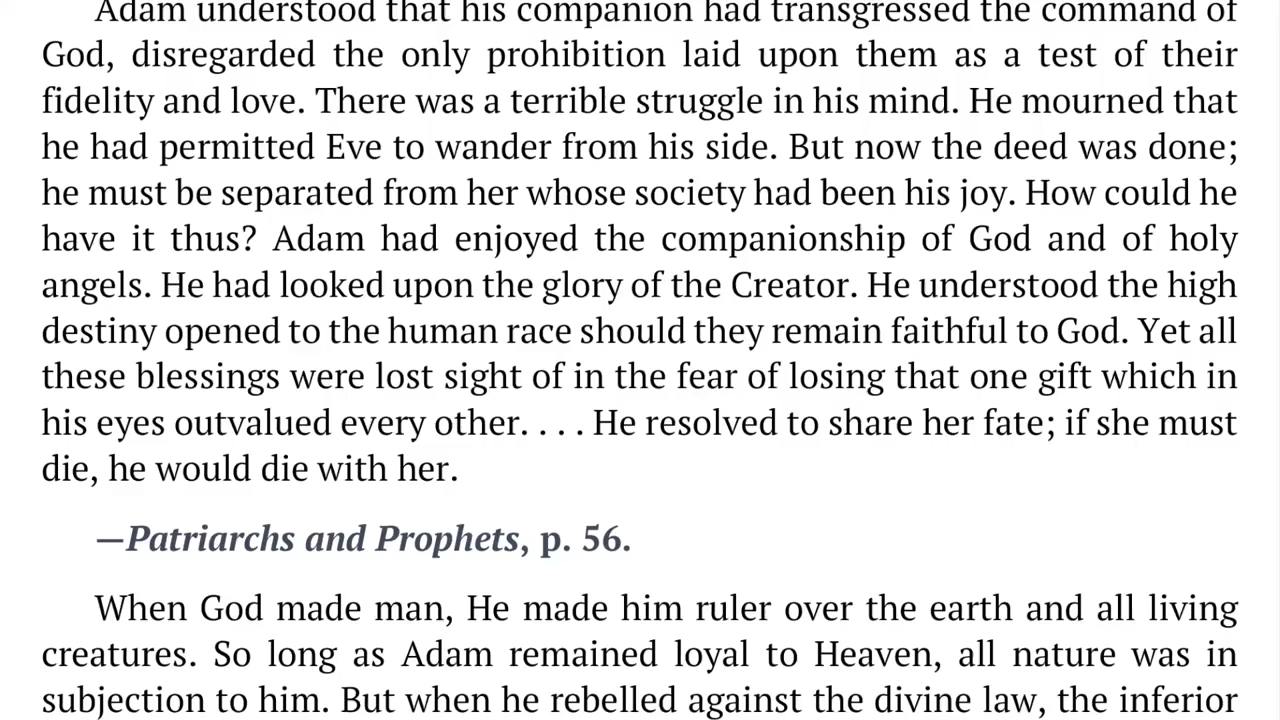 Adam understood that his companion had transgressed the command of
God, disregarded the only prohibition laid upon them as a test of their
fidelity and love. There was a terrible struggle in his mind. He mourned that
he had permitted Eve to wander from his side. But now the deed was done;
he must be separated from her whose society had been his joy. How could he
have it thus? Adam had enjoyed the companionship of God and of holy
angels. He had looked upon the glory of the Creator. He understood the high
destiny opened to the human race should they remain faithful to God. Yet all
these blessings were lost sight of in the fear of losing that one gift which in
his eyes outvalued every other. . . . He resolved to share her fate; if she must
die, he would die with her.
—Patriarchs and Prophets, p. 56.
When God made man, He made him ruler over the earth and all living
creatures. So long as Adam remained loyal to Heaven, all nature was in
subjection to him. But when he rebelled against the divine law, the inferior